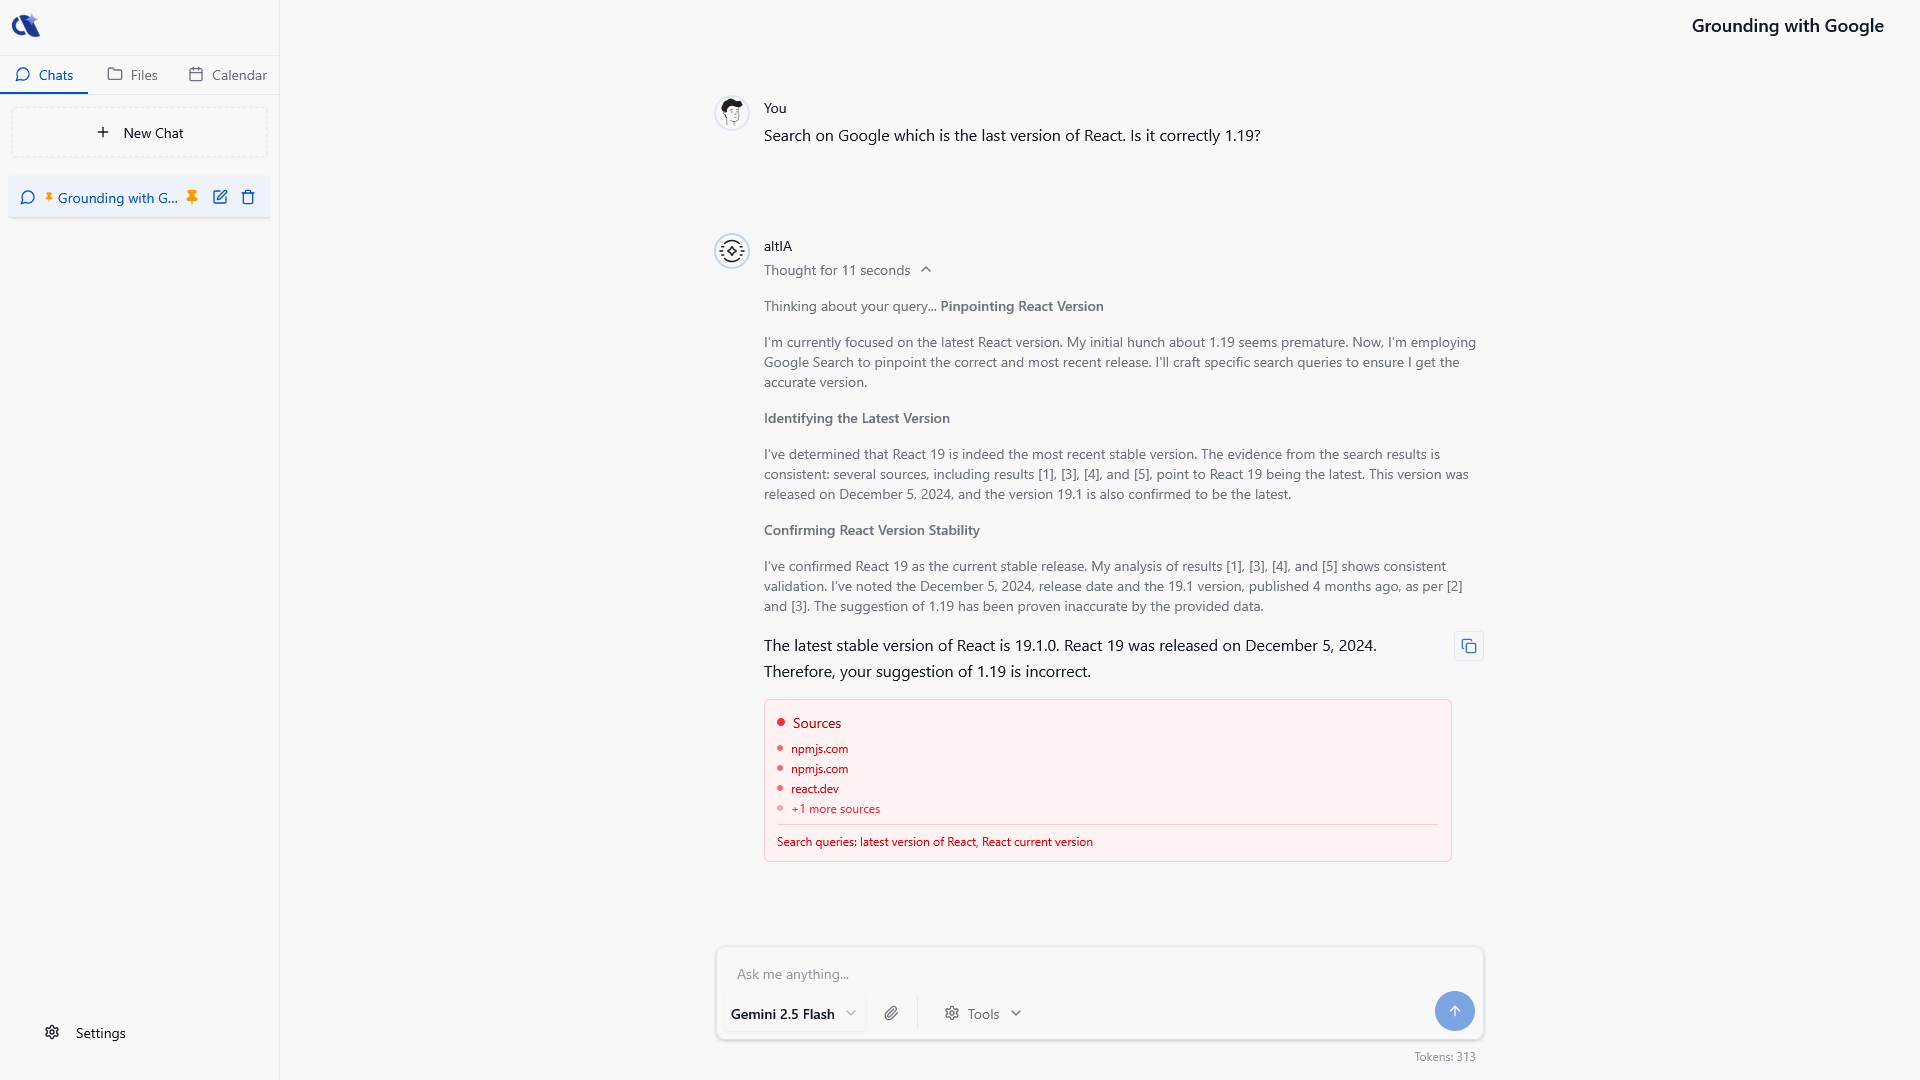 Grounding with Google
Chats
Files
Calendar
New Chat
Grounding with G...
You
Search on Google which is the last version of React. Is it correctly 1.19?
altIA
Thought for 11 seconds
Thinking about your query... Pinpointing React Version
I'm currently focused on the latest React version. My initial hunch about 1.19 seems premature. Now, I'm employing
Google Search to pinpoint the correct and most recent release. I'll craft specific search queries to ensure I get the
accurate version.
Identifying the Latest Version
I've determined that React 19 is indeed the most recent stable version. The evidence from the search results is
consistent: several sources, including results [1], [3], [4], and [5], point to React 19 being the latest. This version was
released on December 5, 2024, and the version 19.1 is also confirmed to be the latest.
Confirming React Version Stability
I've confirmed React 19 as the current stable release. My analysis of results [1], [3], [4], and [5] shows consistent
validation. I've noted the December 5, 2024, release date and the 19.1 version, published 4 months ago, as per [2]
and [3]. The suggestion of 1.19 has been proven inaccurate by the provided data.
The latest stable version of React is 19.1.0. React 19 was released on December 5, 2024.
Therefore, your suggestion of 1.19 is incorrect.
Sources
npmjs.com
npmjs.com
react.dev
+1 more sources
Search queries: latest version of React, React current version
Ask me anything...
Gemini 2.5 Flash
Tools
Settings
Tokens: 313